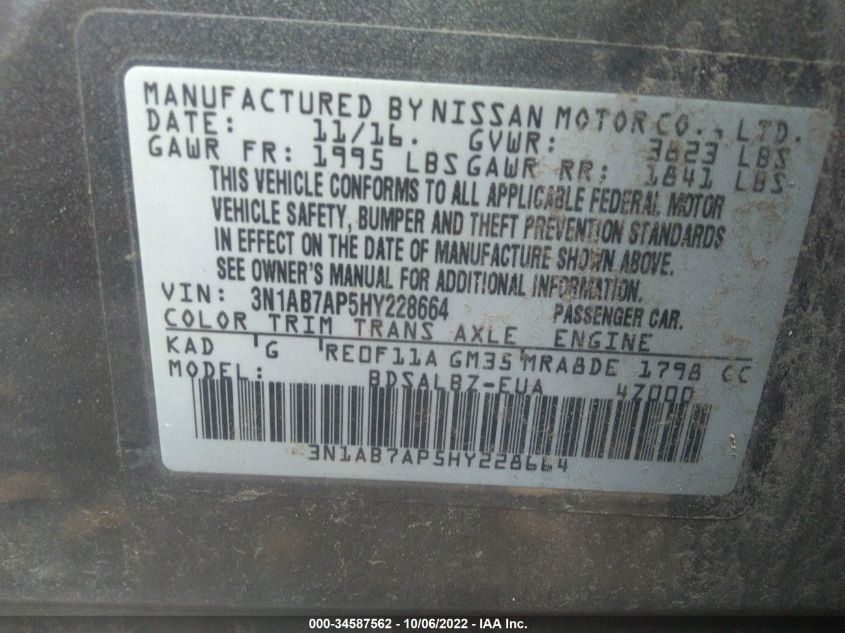 MANUFACTURED BY NISSAN MOTOR CO., LTD.
DATE: 11/16. GVWR: 3823 LBS
GAWR FR: 1995 LBS GAWR RR: 1841 LBS
THIS VEHICLE CONFORMS TO ALL APPLICABLE FEDERAL MOTOR
VEHICLE SAFETY, BUMPER AND THEFT PREVENTION STANDARDS
IN EFFECT ON THE DATE OF MANUFACTURE SHOWN ABOVE.
SEE OWNER'S MANUAL FOR ADDITIONAL INFORMATION.
VIN: 3N1AB7AP5HY228664 PASSENGER CAR.
COLOR TRIM TRANS AXLE ENGINE
KAD G RE0F11A GM35 MRA8DE 1798 CC
MODEL: BDSALBZ-EUA 4Z000
3N1AB7AP5HY228664
000-34587562 - 10/06/2022 - IAA Inc.